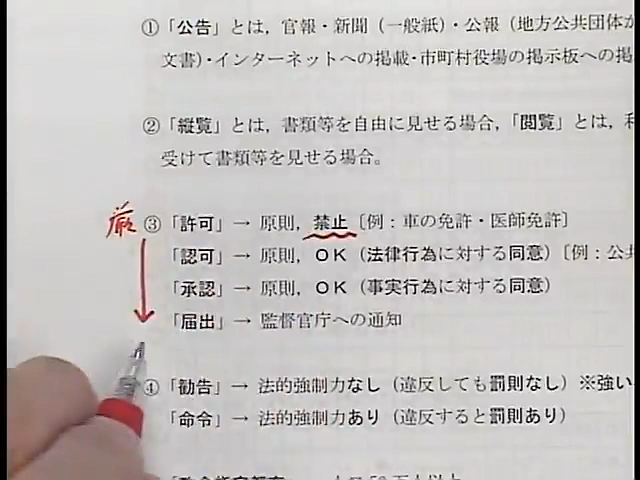 ①「公告」とは，官報・新聞（一般紙）・公報（地方公共団体が
文書）・インターネットへの掲載・市町村役場の掲示板への掲
②「縦覧」とは，書類等を自由に見せる場合，「閲覧」とは，利
受けて書類等を見せる場合。
厳 ③「許可」→ 原則，禁止［例：車の免許・医師免許］
「認可」→ 原則，ＯＫ（法律行為に対する同意）［例：公共
「承認」→ 原則，ＯＫ（事実行為に対する同意）
「届出」→ 監督官庁への通知
④「勧告」→ 法的強制力なし（違反しても罰則なし）※強い
「命令」→ 法的強制力あり（違反すると罰則あり）